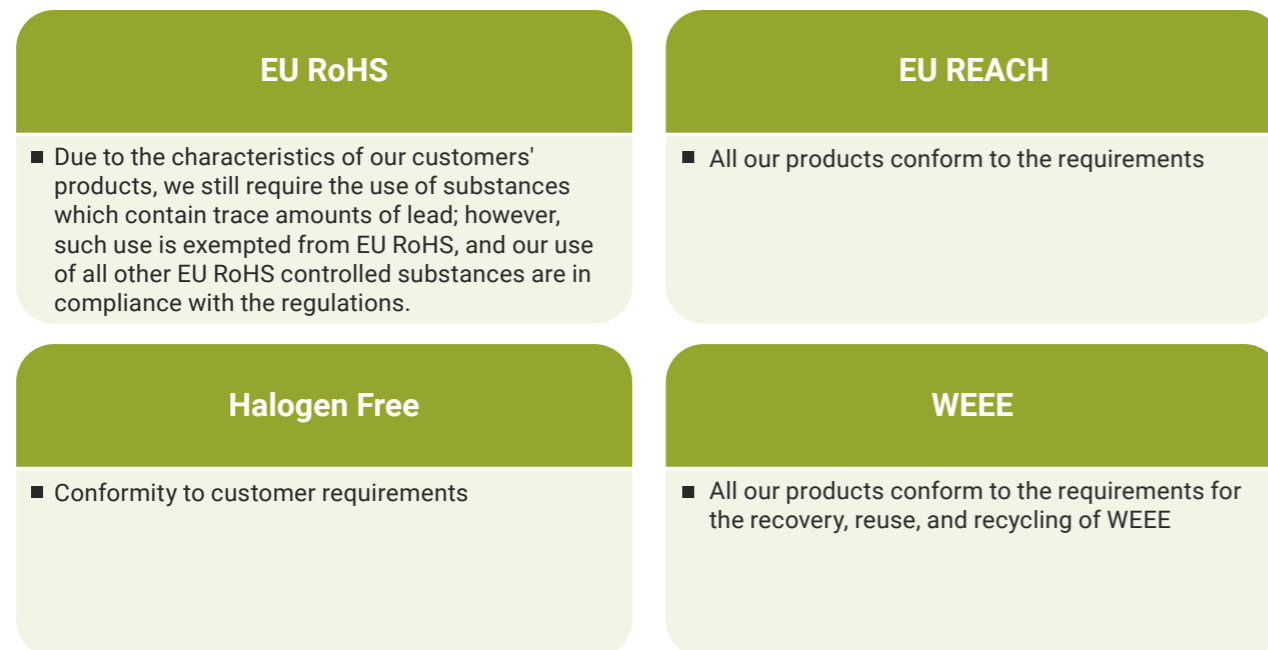 EU RoHS
Due to the characteristics of our customers'
products, we still require the use of substances
which contain trace amounts of lead; however,
such use is exempted from EU RoHS, and our use
of all other EU RoHS controlled substances are in
compliance with the regulations.
EU REACH
All our products conform to the requirements
Halogen Free
Conformity to customer requirements
WEEE
All our products conform to the requirements for
the recovery, reuse, and recycling of WEEE